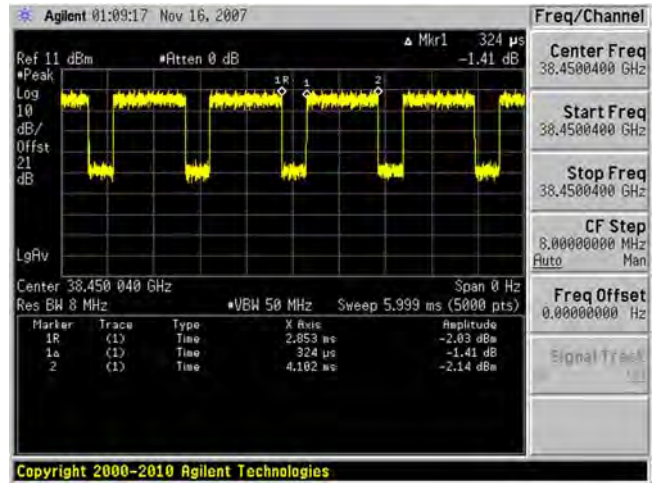 Agilent 01:09:17 Nov 16, 2007
Freq/Channel
Δ Mkr1 324 µs
Ref 11 dBm #Atten 0 dB -1.41 dB
#Peak
Log
10
dB/
Offst
21
dB
LgAv
1R
1
2
Center 38.450 040 GHz Span 0 Hz
Res BW 8 MHz #VBW 50 MHz Sweep 5.999 ms (5000 pts)
Marker Trace Type X Axis Amplitude
1R (1) Time 2.853 ms -2.03 dBm
1Δ (1) Time 324 µs -1.41 dB
2 (1) Time 4.102 ms -2.14 dBm
Center Freq
38.4500400 GHz
Start Freq
38.4500400 GHz
Stop Freq
38.4500400 GHz
CF Step
8.00000000 MHz
Auto Man
Freq Offset
0.00000000 Hz
Signal Track
Copyright 2000-2010 Agilent Technologies